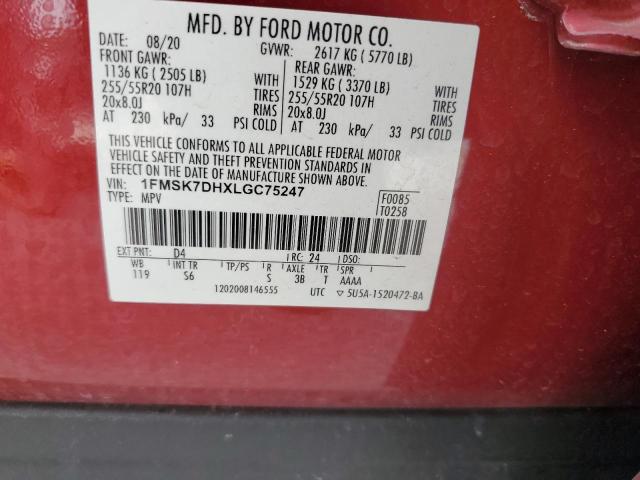 MFD. BY FORD MOTOR CO.
DATE: 08/20 GVWR: 2617 KG ( 5770 LB)
FRONT GAWR: REAR GAWR:
1136 KG ( 2505 LB) 1529 KG ( 3370 LB)
255/55R20 107H TIRES 255/55R20 107H TIRES
20x8.0J RIMS 20x8.0J RIMS
AT 230 kPa/ 33 PSI COLD AT 230 kPa/ 33 PSI COLD
THIS VEHICLE CONFORMS TO ALL APPLICABLE FEDERAL MOTOR
VEHICLE SAFETY AND THEFT PREVENTION STANDARDS IN
EFFECT ON THE DATE OF MANUFACTURE SHOWN ABOVE.
VIN: 1FMSK7DHXLGC75247 F0085
TYPE: MPV T0258
EXT PNT: D4 RC: 24 DSO:
WB INT TR TP/PS R AXLE TR SPR
119 S6 S 3B T AAAA
1202008146555 UTC ▽ 5U5A-1520472-BA